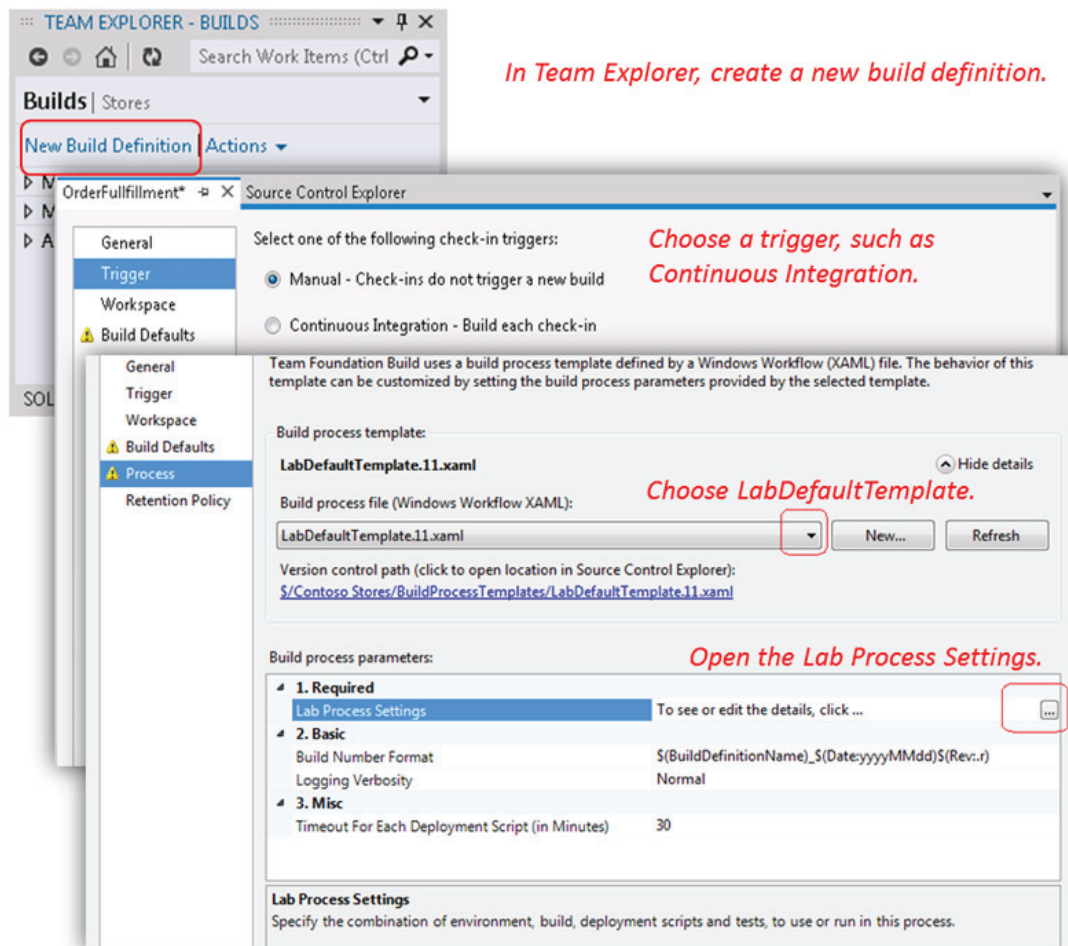 TEAM EXPLORER - BUILDS
Search Work Items (Ctrl
In Team Explorer, create a new build definition.
Builds | Stores
New Build Definition | Actions
M
M
A
SOL
OrderFullfillment*
Source Control Explorer
General
Trigger
Workspace
Build Defaults
Select one of the following check-in triggers:
Choose a trigger, such as
Continuous Integration.
Manual - Check-ins do not trigger a new build
Continuous Integration - Build each check-in
General
Trigger
Workspace
Build Defaults
Process
Retention Policy
Team Foundation Build uses a build process template defined by a Windows Workflow (XAML) file. The behavior of this
template can be customized by setting the build process parameters provided by the selected template.
Build process template:
LabDefaultTemplate.11.xaml
Hide details
Choose LabDefaultTemplate.
Build process file (Windows Workflow XAML):
LabDefaultTemplate.11.xaml
New...
Refresh
Version control path (click to open location in Source Control Explorer):
$/Contoso Stores/BuildProcessTemplates/LabDefaultTemplate.11.xaml
Build process parameters:
Open the Lab Process Settings.
1. Required
Lab Process Settings To see or edit the details, click ...
...
2. Basic
Build Number Format $(BuildDefinitionName)_$(Date:yyyyMMdd)$(Rev:.r)
Logging Verbosity Normal
3. Misc
Timeout For Each Deployment Script (in Minutes) 30
Lab Process Settings
Specify the combination of environment, build, deployment scripts and tests, to use or run in this process.